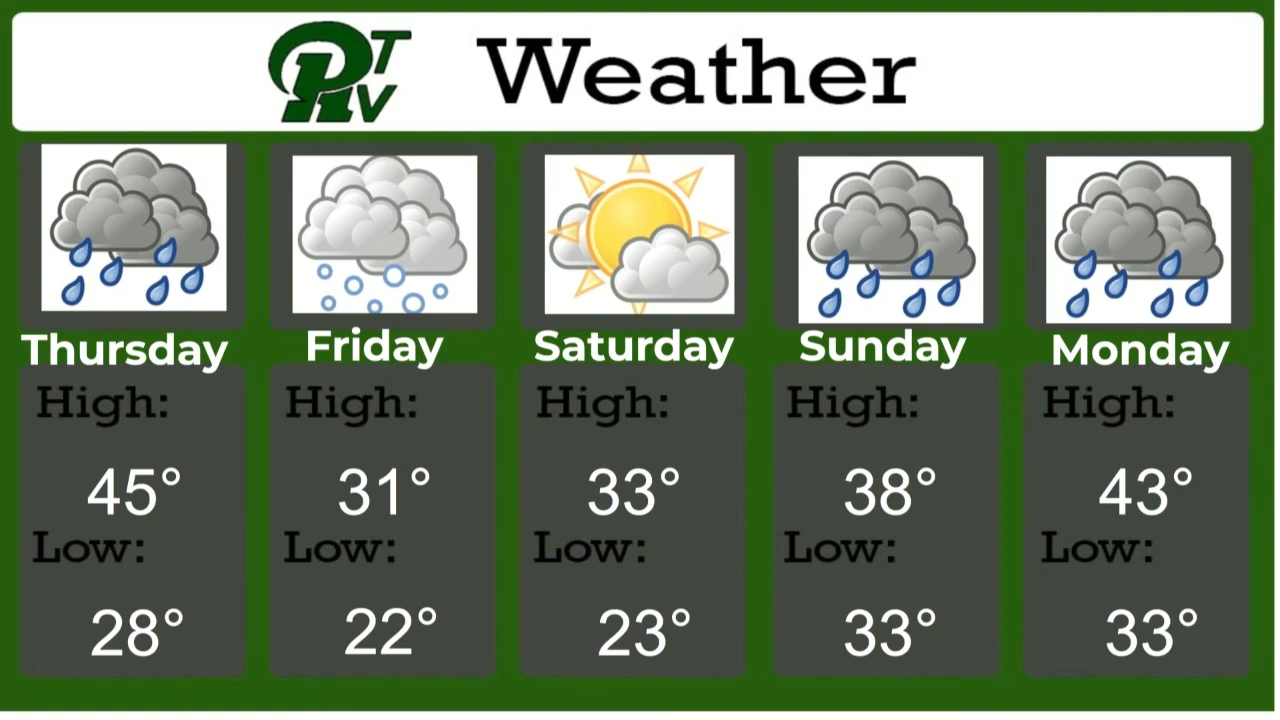 RTV Weather
Thursday Friday Saturday Sunday Monday
High: High: High: High: High:
45° 31° 33° 38° 43°
Low: Low: Low: Low: Low:
28° 22° 23° 33° 33°